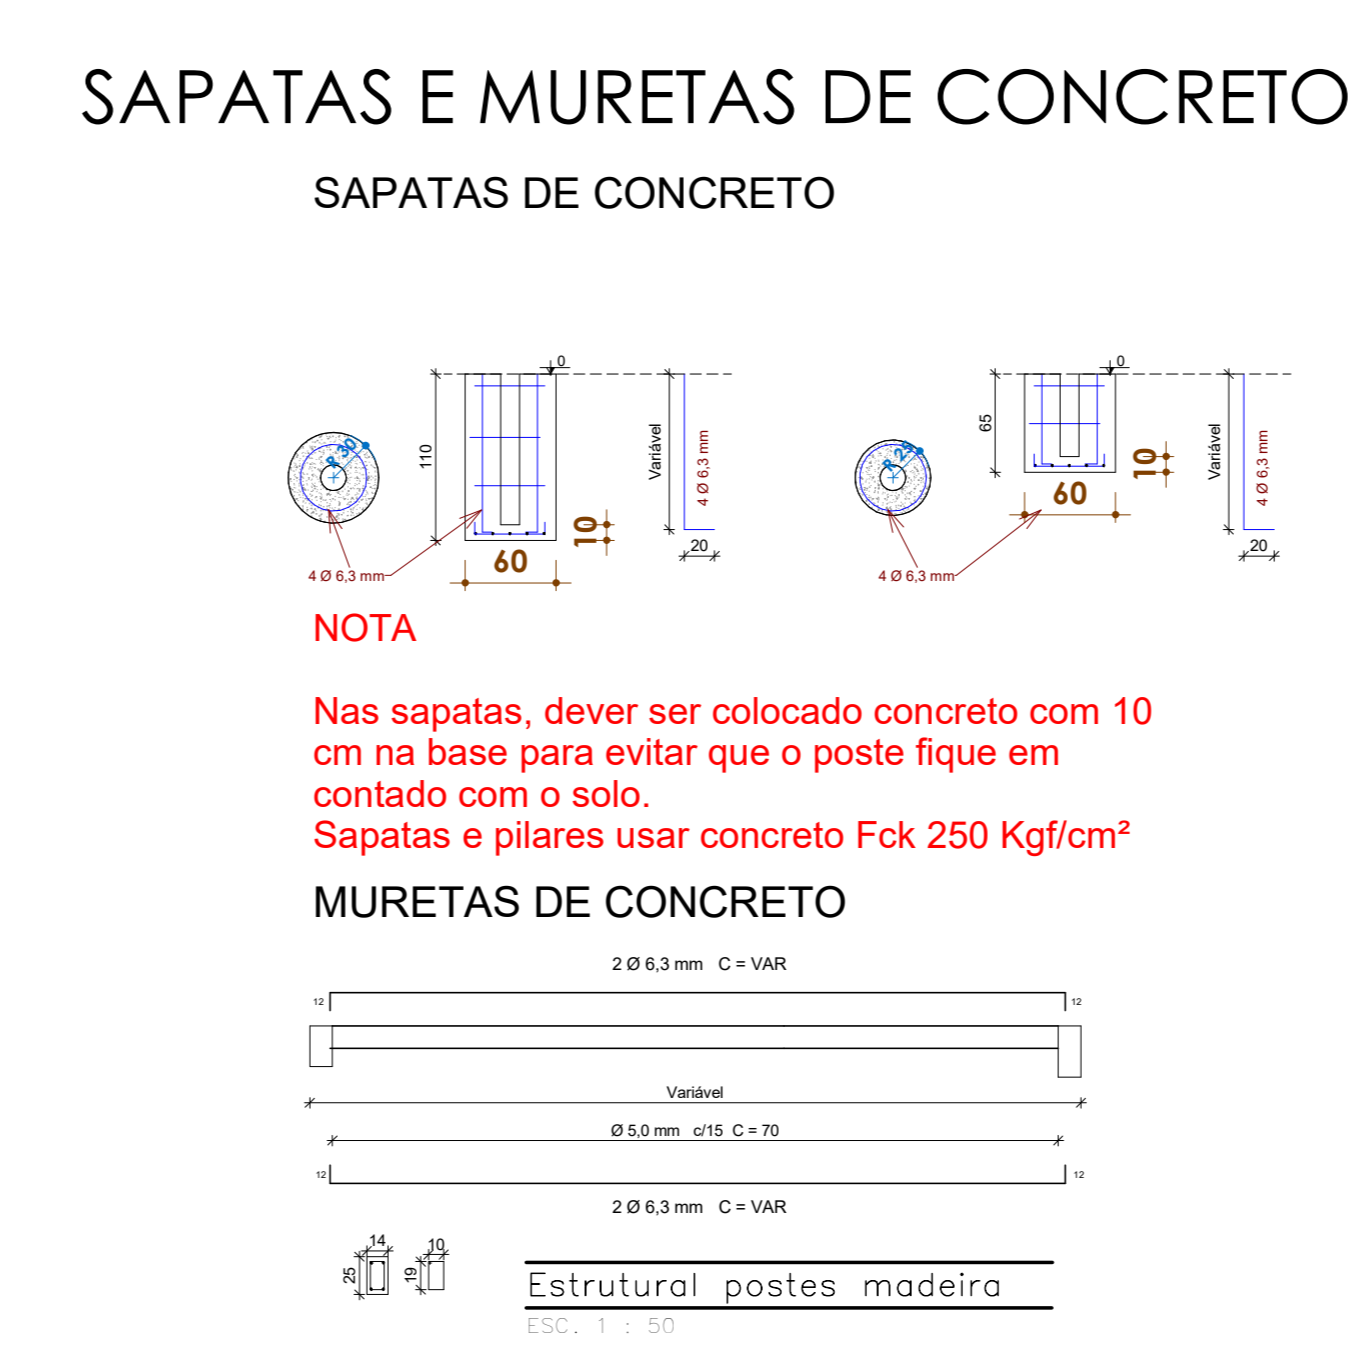 SAPATAS E MURETAS DE CONCRETO
SAPATAS DE CONCRETO
0
R 30
110
Variável
4 Ø 6,3 mm
10
60
20
4 Ø 6,3 mm
0
R 25
65
Variável
4 Ø 6,3 mm
10
60
20
4 Ø 6,3 mm
NOTA
Nas sapatas, dever ser colocado concreto com 10
cm na base para evitar que o poste fique em
contado com o solo.
Sapatas e pilares usar concreto Fck 250 Kgf/cm²
MURETAS DE CONCRETO
2 Ø 6,3 mm C = VAR
12
12
Variável
Ø 5,0 mm c/15 C = 70
12
12
2 Ø 6,3 mm C = VAR
14
25
10
19
Estrutural postes madeira
ESC. 1 : 50